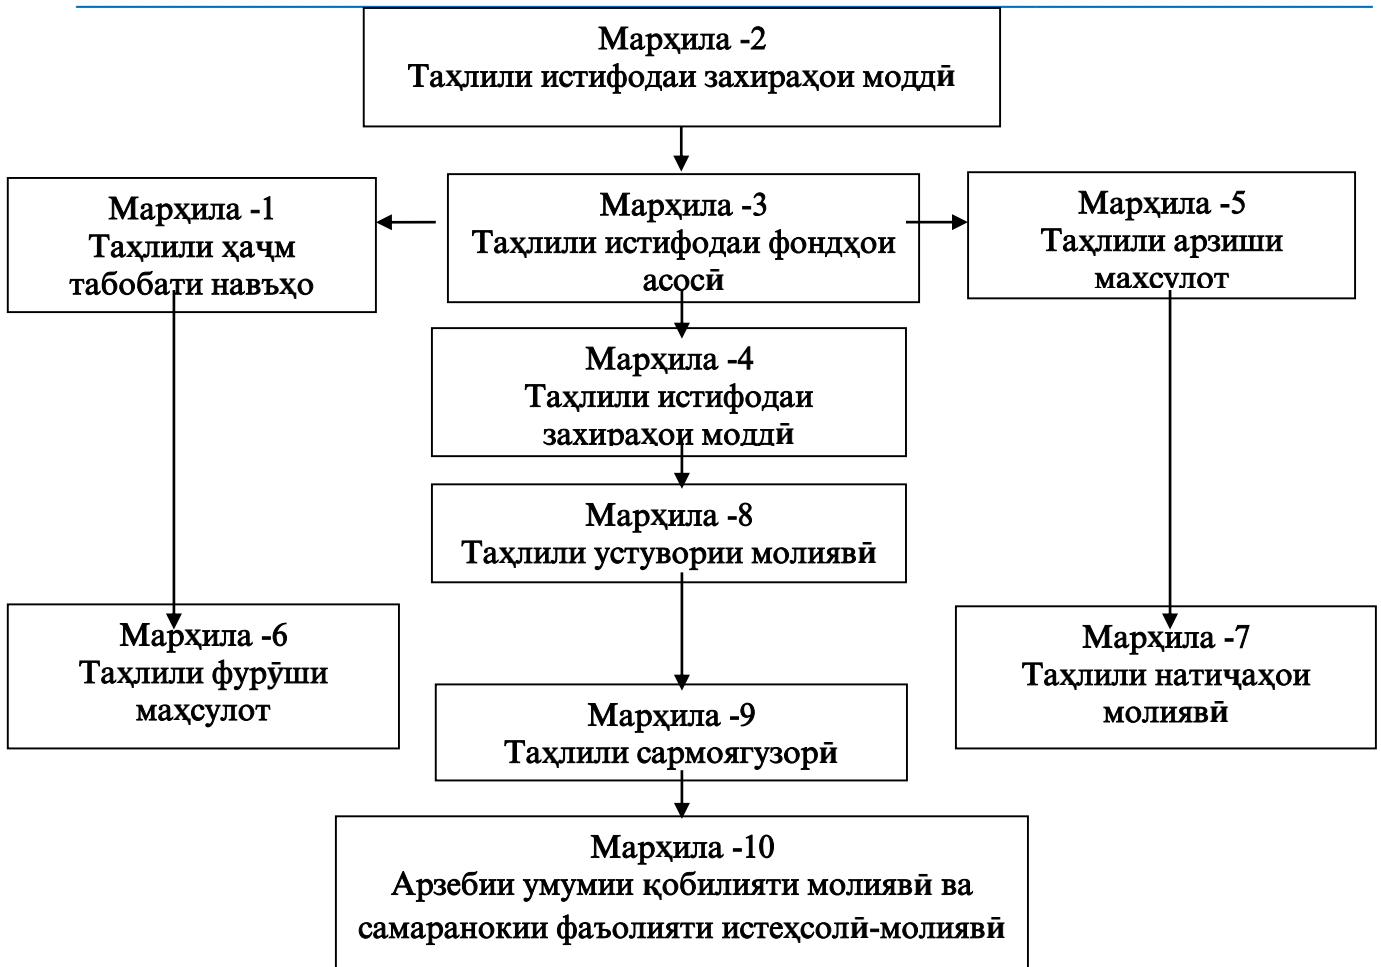 Марҳила -2
Таҳлили истифодаи захираҳои моддӣ
Марҳила -1
Таҳлили ҳаҷм
табобати навъҳо
Марҳила -3
Таҳлили истифодаи фондҳои
асосӣ
Марҳила -5
Таҳлили арзиши
маҳсулот
Марҳила -4
Таҳлили истифодаи
захираҳои моддӣ
Марҳила -8
Таҳлили устувории молиявӣ
Марҳила -6
Таҳлили фурӯши
маҳсулот
Марҳила -7
Таҳлили натиҷаҳои
молиявӣ
Марҳила -9
Таҳлили сармоягузорӣ
Марҳила -10
Арзебии умумии қобилияти молиявӣ ва
самаранокии фаъолияти истеҳсолӣ-молиявӣ